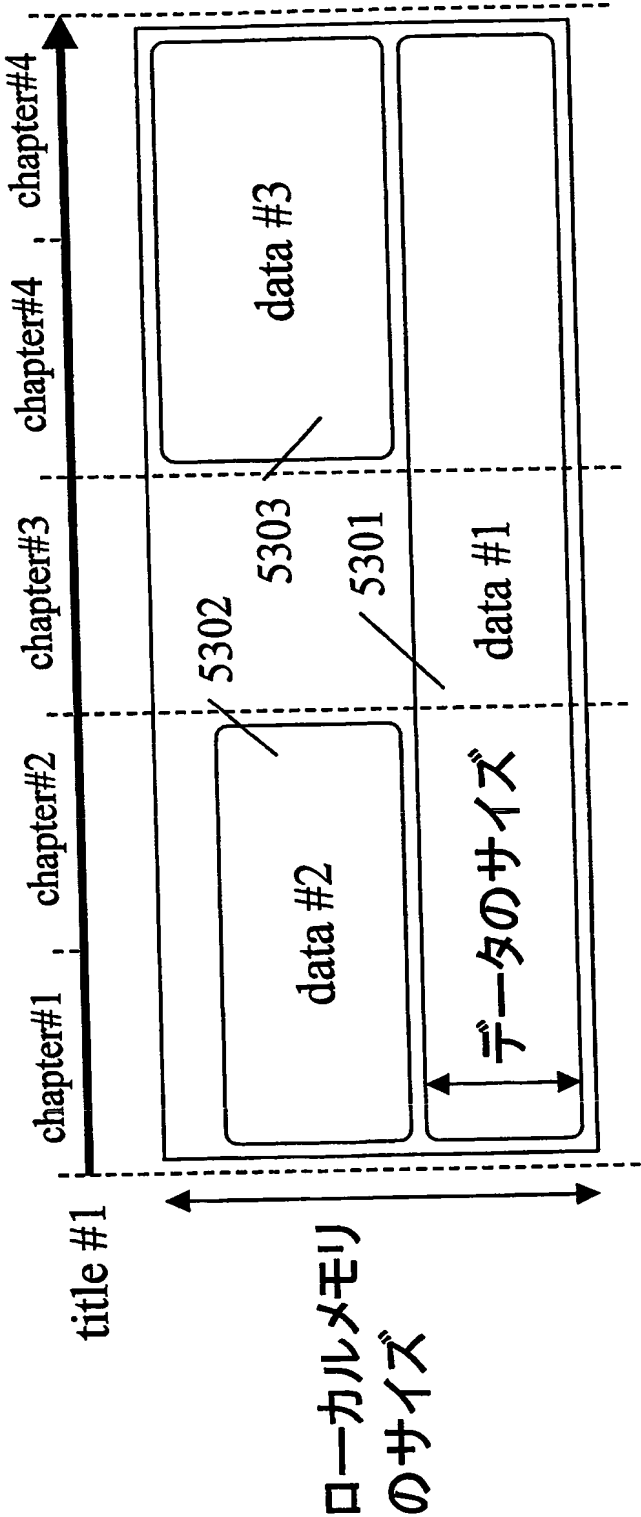 title #1
chapter#1
chapter#2
chapter#3
chapter#4
chapter#4
data #2
5302
5303
5301
data #3
data #1
データのサイズ
ローカルメモリ
のサイズ